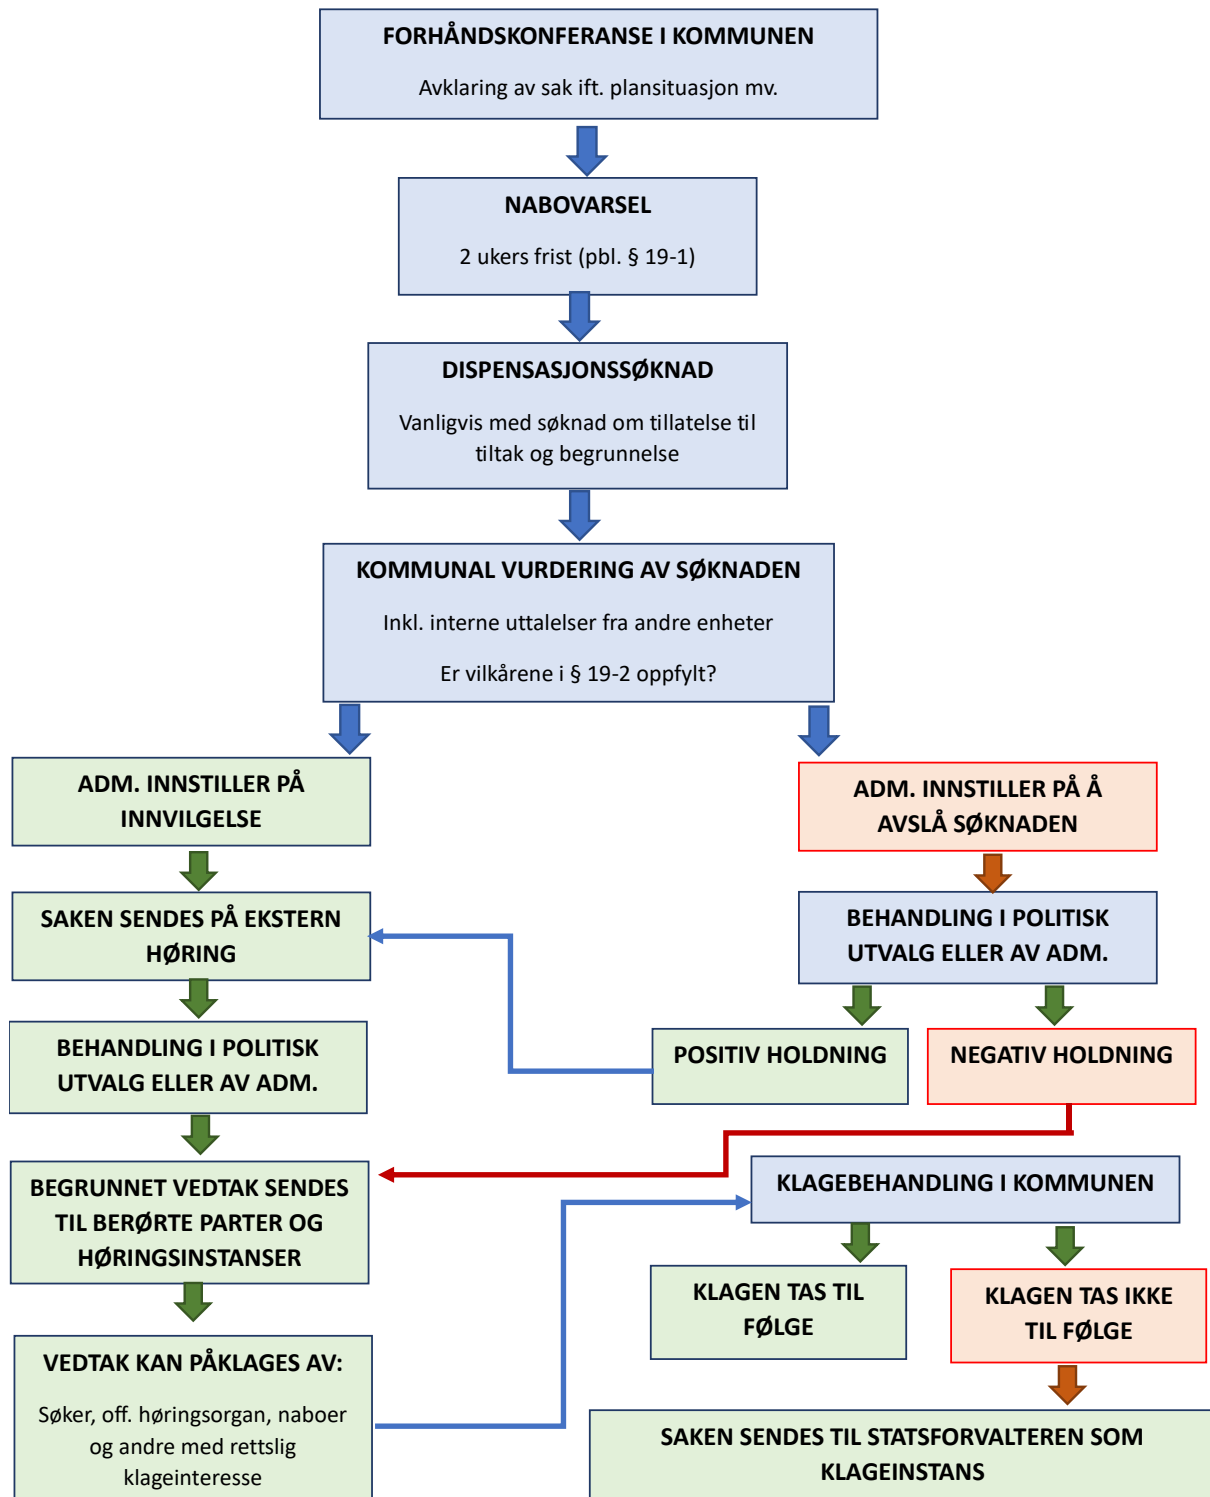 FORHÅNDSKONFERANSE I KOMMUNEN
Avklaring av sak ift. plansituasjon mv.
NABOVARSEL
2 ukers frist (pbl. § 19-1)
DISPENSASJONSSØKNAD
Vanligvis med søknad om tillatelse til
tiltak og begrunnelse
KOMMUNAL VURDERING AV SØKNADEN
Inkl. interne uttalelser fra andre enheter
Er vilkårene i § 19-2 oppfylt?
ADM. INNSTILLER PÅ
INNVILGELSE
SAKEN SENDES PÅ EKSTERN
HØRING
BEHANDLING I POLITISK
UTVALG ELLER AV ADM.
BEGRUNNET VEDTAK SENDES
TIL BERØRTE PARTER OG
HØRINGSINSTANSER
VEDTAK KAN PÅKLAGES AV:
Søker, off. høringsorgan, naboer
og andre med rettslig
klageinteresse
ADM. INNSTILLER PÅ Å
AVSLÅ SØKNADEN
BEHANDLING I POLITISK
UTVALG ELLER AV ADM.
POSITIV HOLDNING
NEGATIV HOLDNING
KLAGEBEHANDLING I KOMMUNEN
KLAGEN TAS TIL
FØLGE
KLAGEN TAS IKKE
TIL FØLGE
SAKEN SENDES TIL STATSFORVALTEREN SOM
KLAGEINSTANS